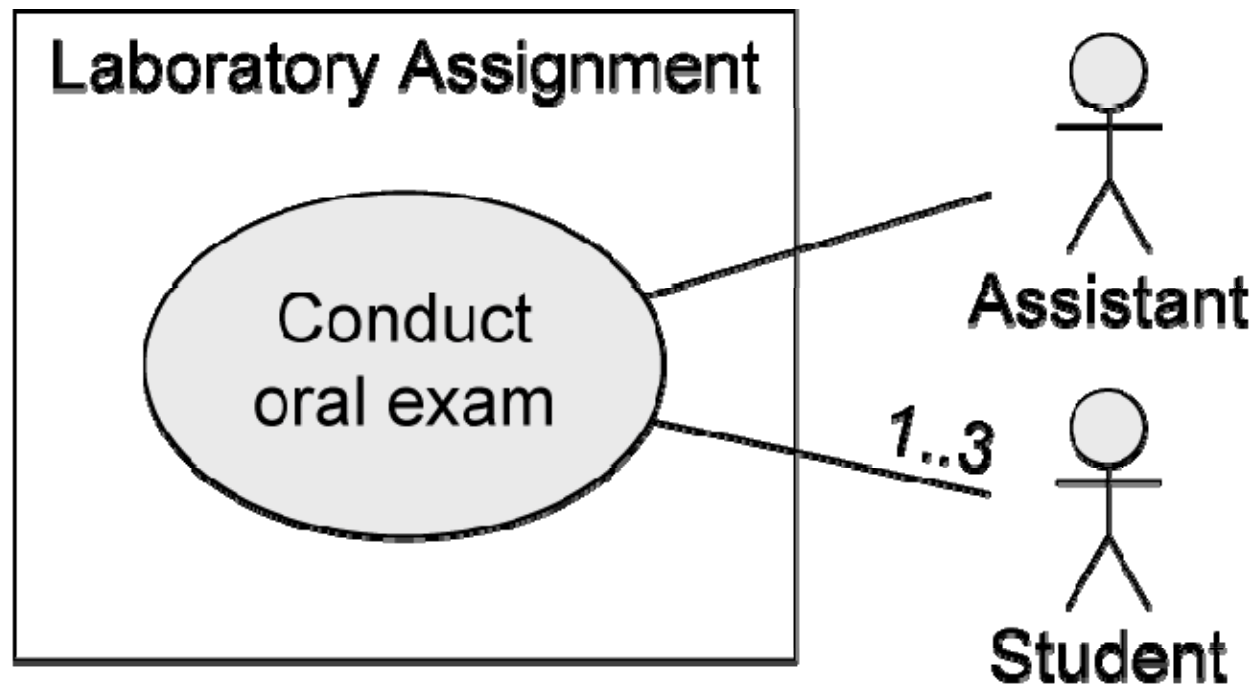 Laboratory Assignment
Conduct
oral exam
Assistant
1..3
Student